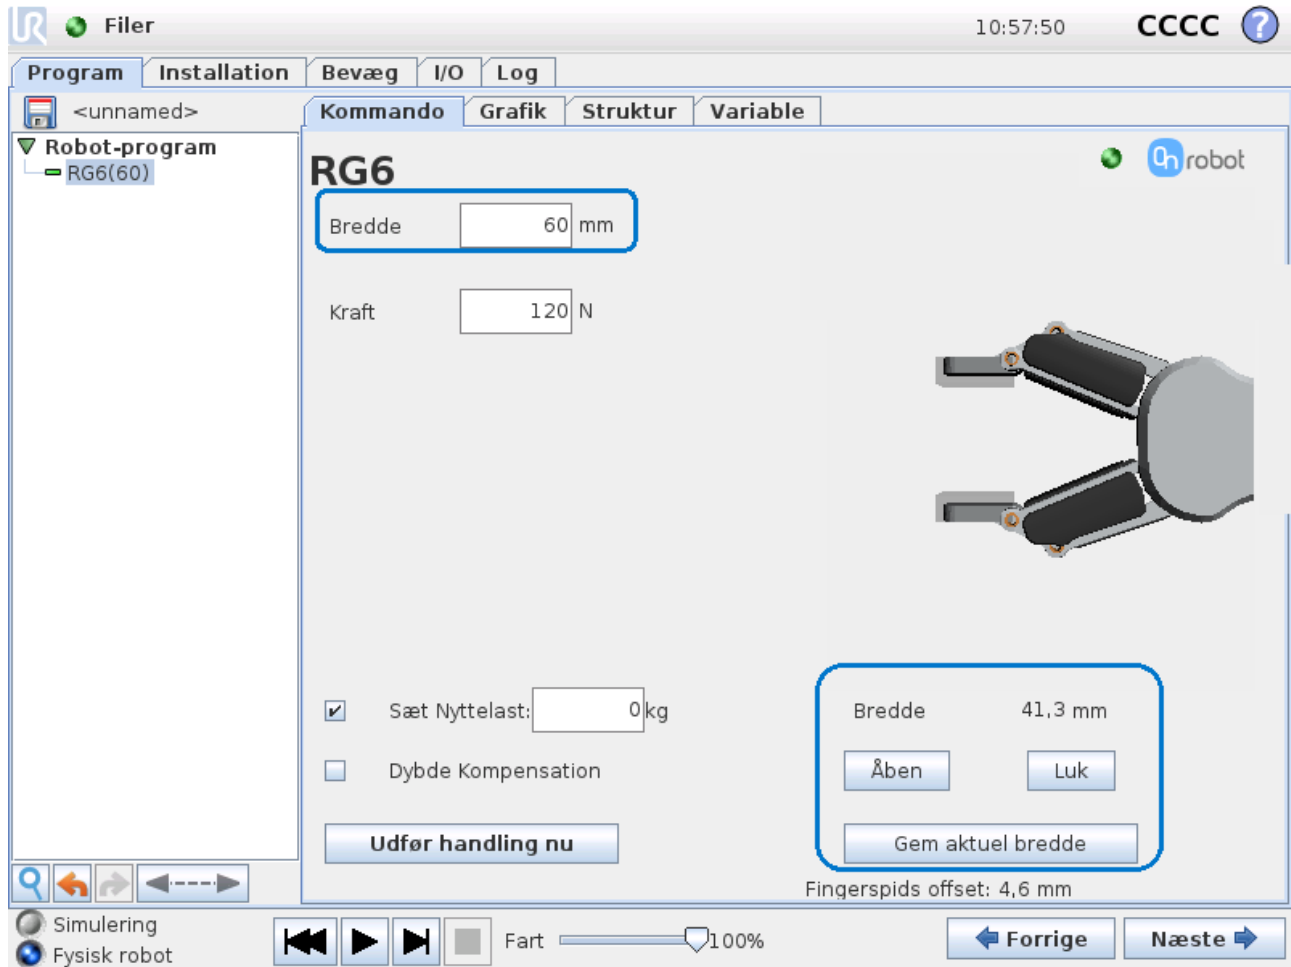 Filer
10:57:50
CCCC
?
Program Installation Bevæg I/O Log
<unnamed>
Kommando Grafik Struktur Variable
Robot-program
RG6(60)
RG6
On robot
Bredde 60 mm
Kraft 120 N
Sæt Nyttelast: 0 kg
Dybde Kompensation
Udfør handling nu
Bredde 41,3 mm
Åben Luk
Gem aktuel bredde
Fingerspids offset: 4,6 mm
Simulering
Fysisk robot
Fart 100%
Forrige Næste